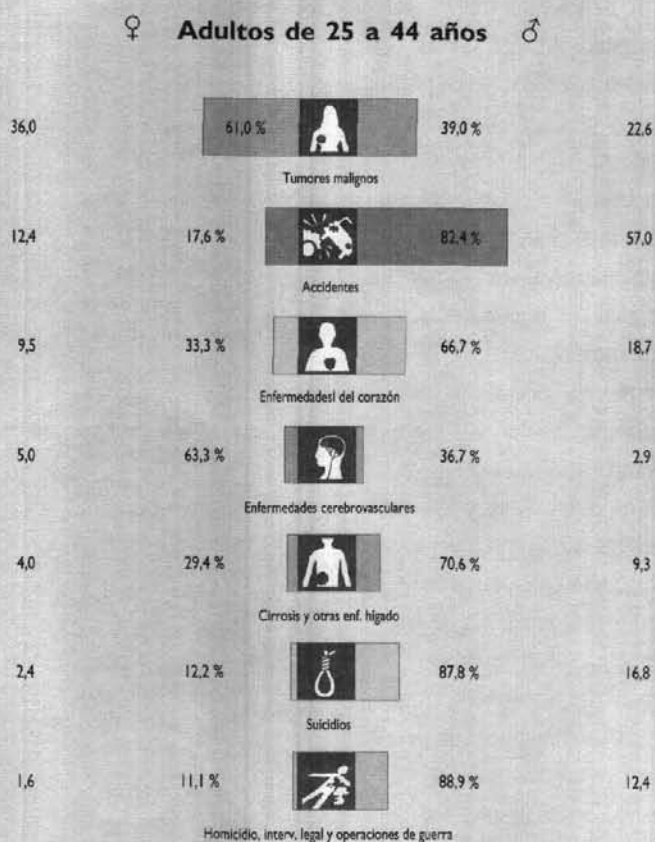 ♀ Adultos de 25 a 44 años ♂
36,0 61,0 % 39,0 % 22,6
Tumores malignos
12,4 17,6 % 82,4 % 57,0
Accidentes
9,5 33,3 % 66,7 % 18,7
Enfermedadesl del corazón
5,0 63,3 % 36,7 % 2,9
Enfermedades cerebrovasculares
4,0 29,4 % 70,6 % 9,3
Cirrosis y otras enf. hígado
2,4 12,2 % 87,8 % 16,8
Suicidios
1,6 11,1 % 88,9 % 12,4
Homicidio, interv, legal y operaciones de guerra